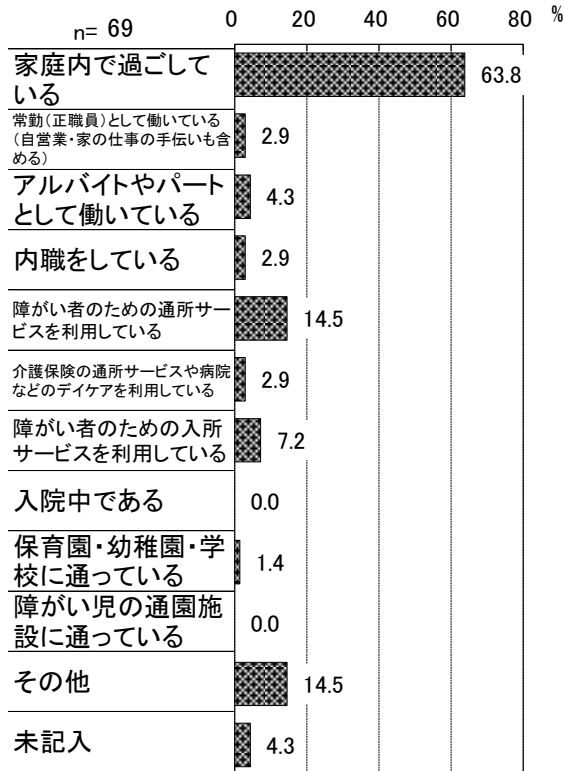 n= 69
0 20 40 60 80 %
家庭内で過ごして
いる
63.8
常勤(正職員)として働いている
(自営業・家の仕事の手伝いも含
める)
2.9
アルバイトやパート
として働いている
4.3
内職をしている
2.9
障がい者のための通所サー
ビスを利用している
14.5
介護保険の通所サービスや病院
などのデイケアを利用している
2.9
障がい者のための入所
サービスを利用している
7.2
入院中である
0.0
保育園・幼稚園・学
校に通っている
1.4
障がい児の通園施
設に通っている
0.0
その他
14.5
未記入
4.3